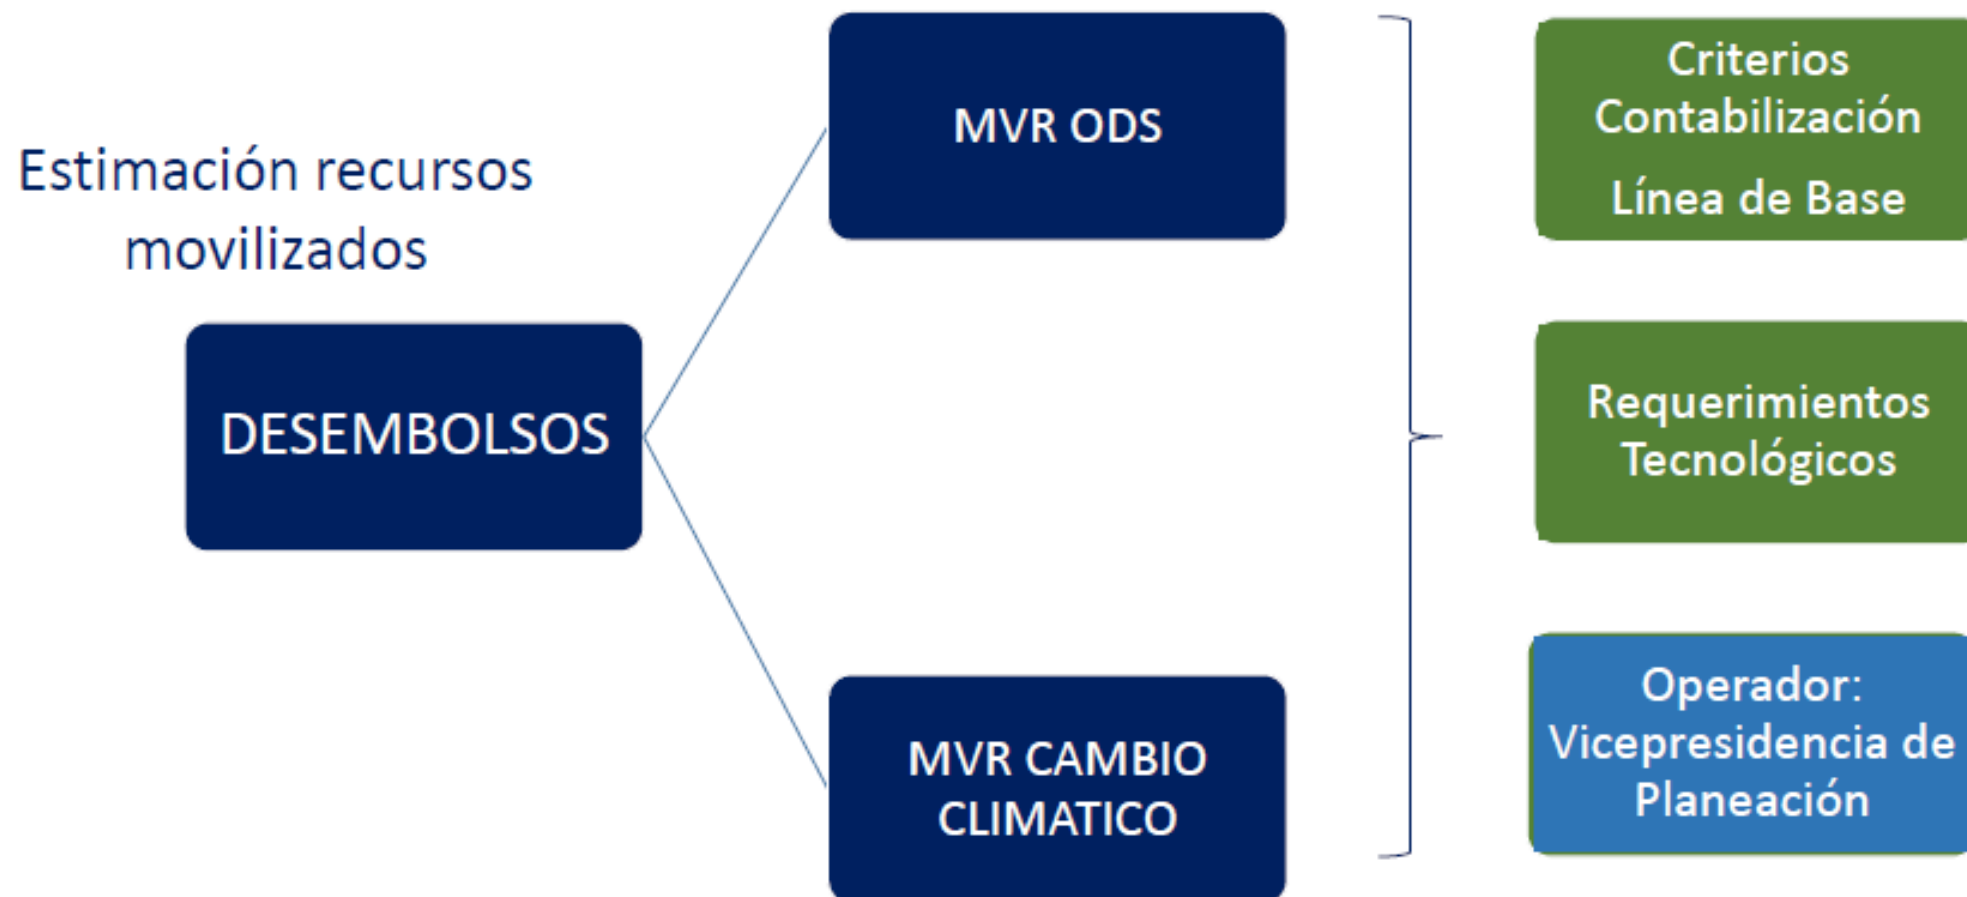 Estimación recursos
movilizados
DESEMBOLSOS
MVR ODS
MVR CAMBIO
CLIMATICO
Criterios
Contabilización
Línea de Base
Requerimientos
Tecnológicos
Operador:
Vicepresidencia de
Planeación